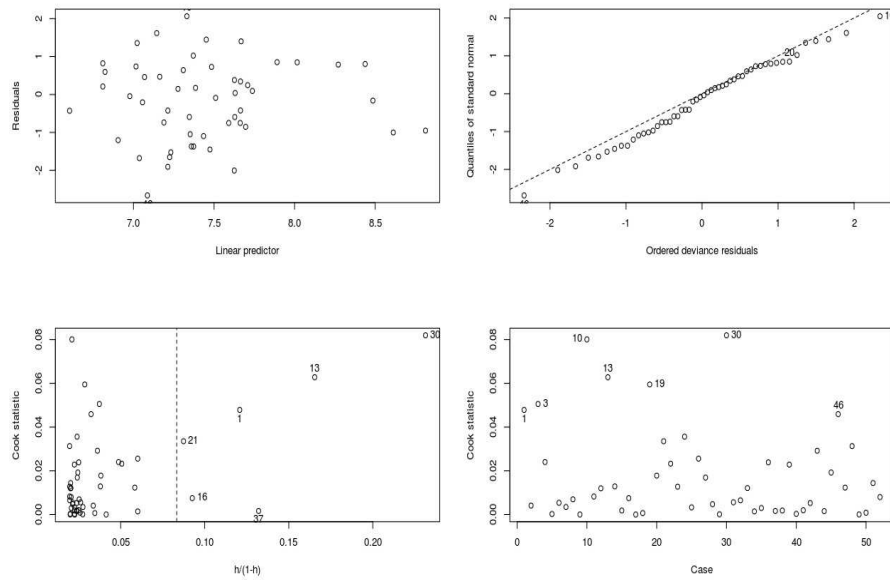 Residuals
2
1
0
-1
-2
7.0 7.5 8.0 8.5
Linear predictor
Quantiles of standard normal
2
1
0
-1
-2
20
-2 -1 0 1 2
Ordered deviance residuals
Cook statistic
0.08
0.06
0.04
0.02
0.00
30
13
1
21
16
37
0.05 0.10 0.15 0.20
h/(1-h)
Cook statistic
0.08
0.06
0.04
0.02
0.00
10
30
13
19
3
1
46
0 10 20 30 40 50
Case